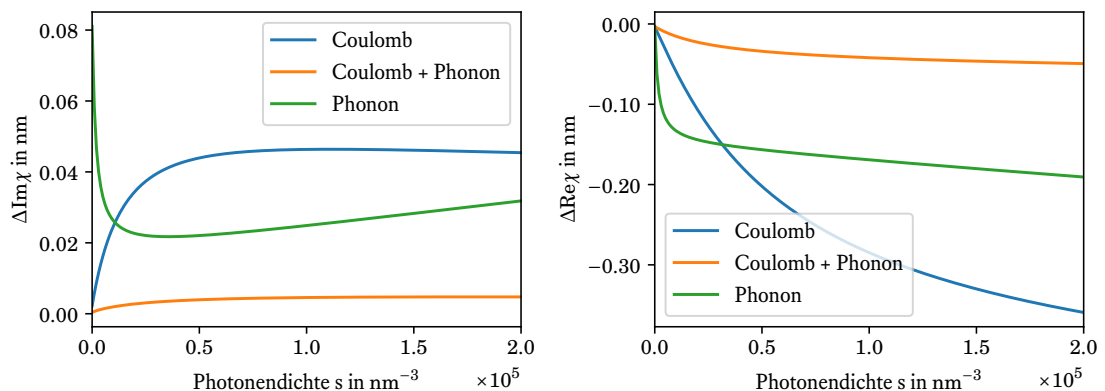 0.08
0.06
0.04
0.02
0.00
ΔImχ in nm
Coulomb
Coulomb + Phonon
Phonon
0.0
0.5
1.0
1.5
2.0
Photonendichte s in nm⁻³
×10⁵
0.00
−0.10
−0.20
−0.30
ΔReχ in nm
Coulomb
Coulomb + Phonon
Phonon
0.0
0.5
1.0
1.5
2.0
Photonendichte s in nm⁻³
×10⁵